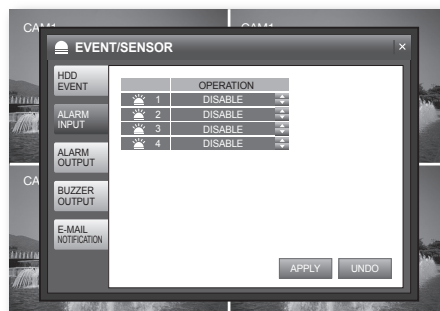 CAM1
CAM1
EVENT/SENSOR
HDD
EVENT
ALARM
INPUT
ALARM
OUTPUT
BUZZER
OUTPUT
E-MAIL
NOTIFICATION
OPERATION
1 DISABLE
2 DISABLE
3 DISABLE
4 DISABLE
APPLY UNDO